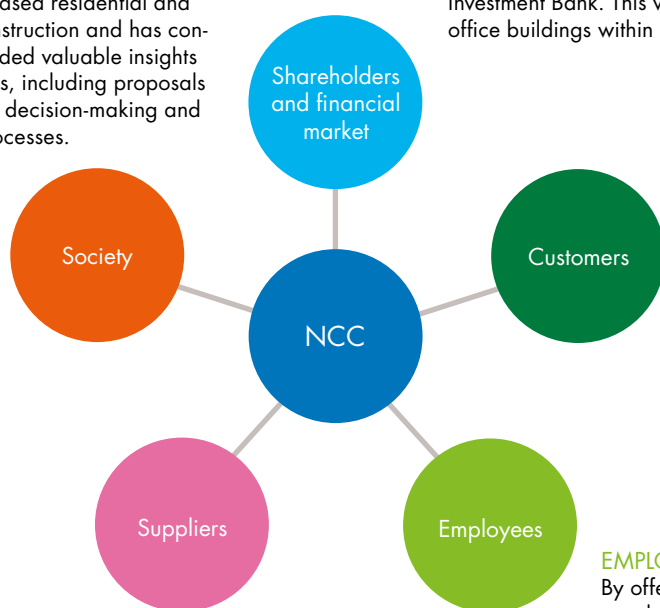 ased residential and
nstruction and has con-
ded valuable insights
s, including proposals
decision-making and
ocesses.
Investment Bank. This
office buildings within
Shareholders
and financial
market
Society
Customers
NCC
Suppliers
Employees
EMPLO
By offe